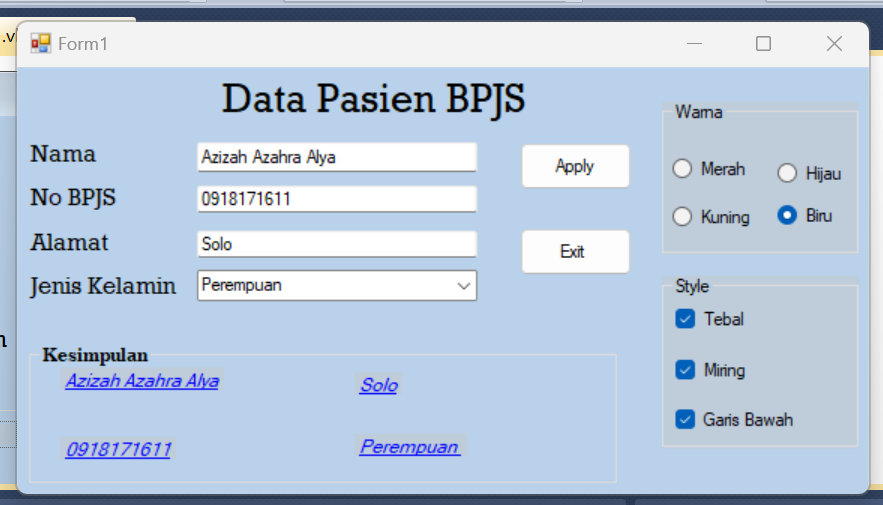 .v
Form1
Data Pasien BPJS
Nama
Azizah Azahra Alya
Apply
No BPJS
0918171611
Alamat
Solo
Exit
Jenis Kelamin
Perempuan
Warna
Merah
Hijau
Kuning
Biru
Style
Tebal
Miring
Garis Bawah
Kesimpulan
Azizah Azahra Alya
Solo
0918171611
Perempuan